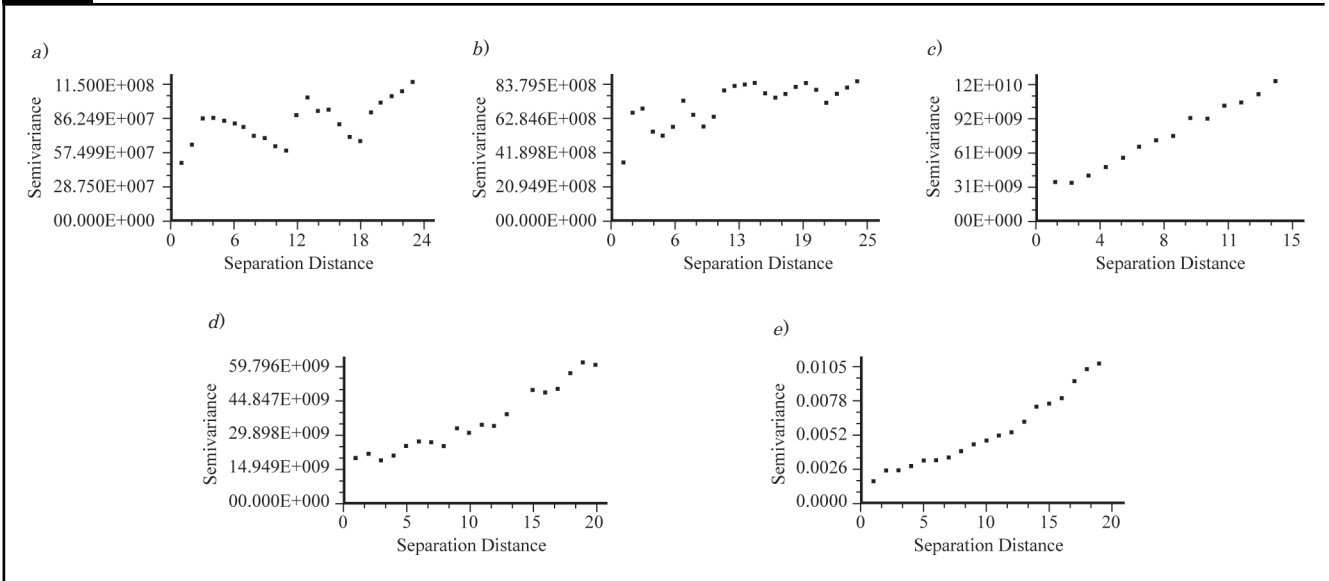 a)
11.500E+008
86.249E+007
57.499E+007
28.750E+007
00.000E+000
Semivariance
0 6 12 18 24
Separation Distance
b)
83.795E+008
62.846E+008
41.898E+008
20.949E+008
00.000E+000
Semivariance
0 6 13 19 25
Separation Distance
c)
12E+010
92E+009
61E+009
31E+009
00E+000
Semivariance
0 4 8 11 15
Separation Distance
d)
59.796E+009
44.847E+009
29.898E+009
14.949E+009
00.000E+000
Semivariance
0 5 10 15 20
Separation Distance
e)
0.0105
0.0078
0.0052
0.0026
0.0000
Semivariance
0 5 10 15 20
Separation Distance